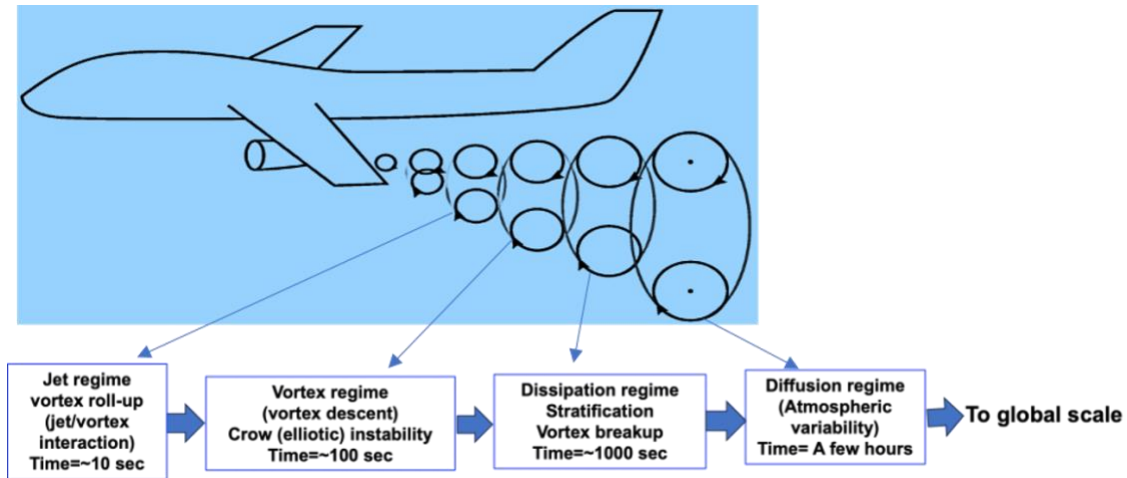 Jet regime
vortex roll-up
(jet/vortex
interaction)
Time=~10 sec
Vortex regime
(vortex descent)
Crow (elliotic) instability
Time=~100 sec
Dissipation regime
Stratification
Vortex breakup
Time=~1000 sec
Diffusion regime
(Atmospheric
variability)
Time= A few hours
To global scale